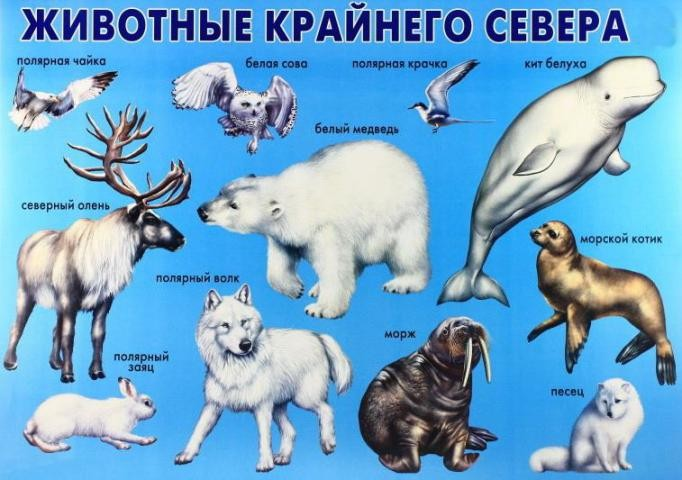 ЖИВОТНЫЕ КРАЙНЕГО СЕВЕРА
полярная чайка
белая сова
полярная крачка
кит белуха
белый медведь
северный олень
морской котик
полярный волк
морж
полярный
заяц
песец